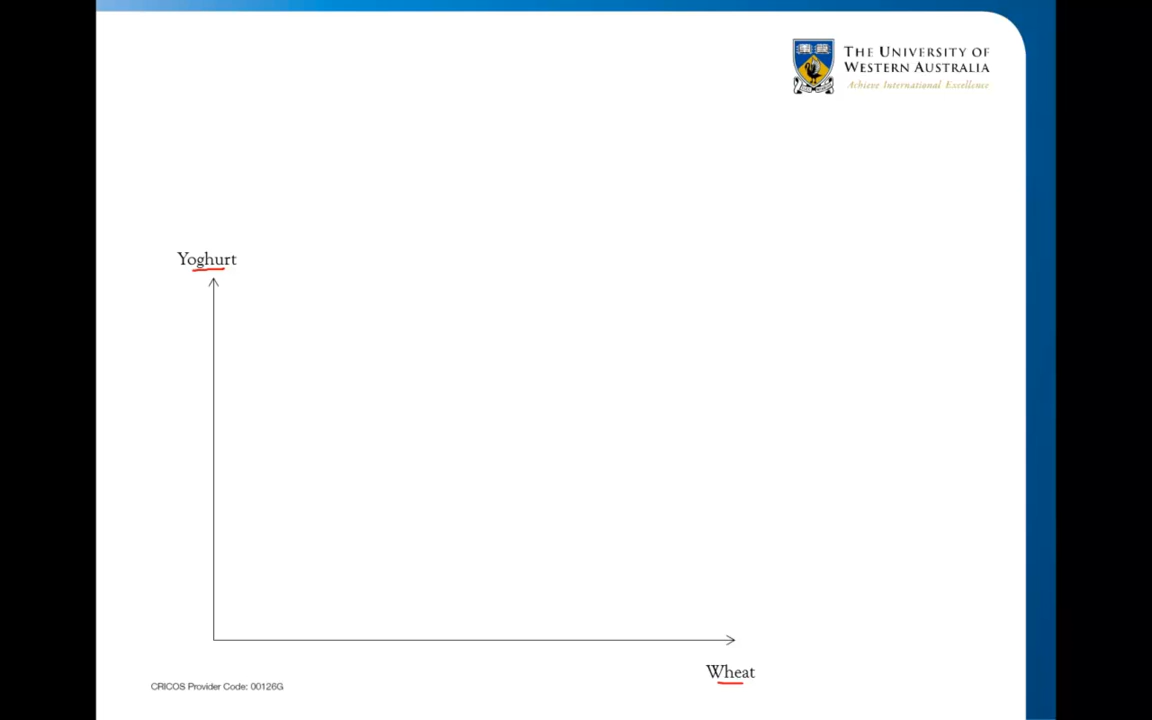 THE UNIVERSITY OF
WESTERN AUSTRALIA
Achieve International Excellence
Yoghurt
Wheat
CRICOS Provider Code: 00126G